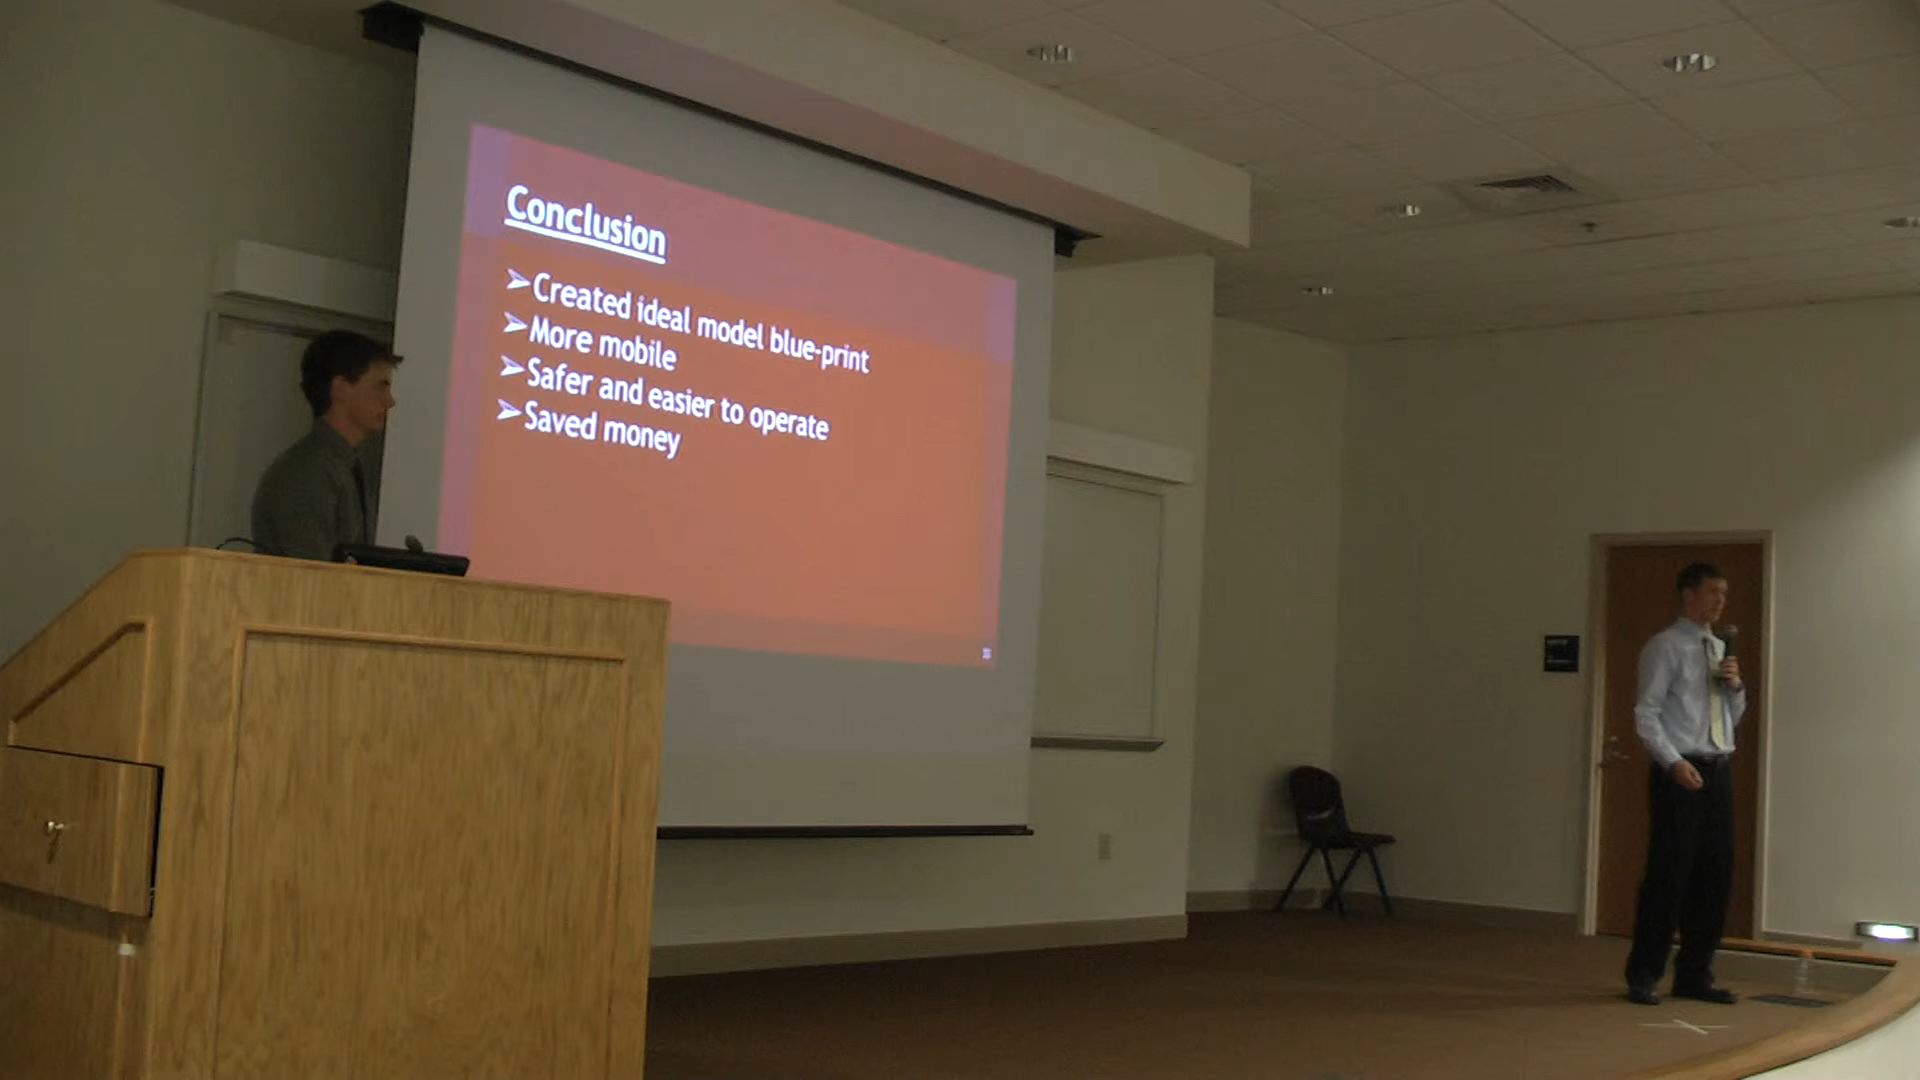 Conclusion
➢Created ideal model blue-print
➢More mobile
➢Safer and easier to operate
➢Saved money